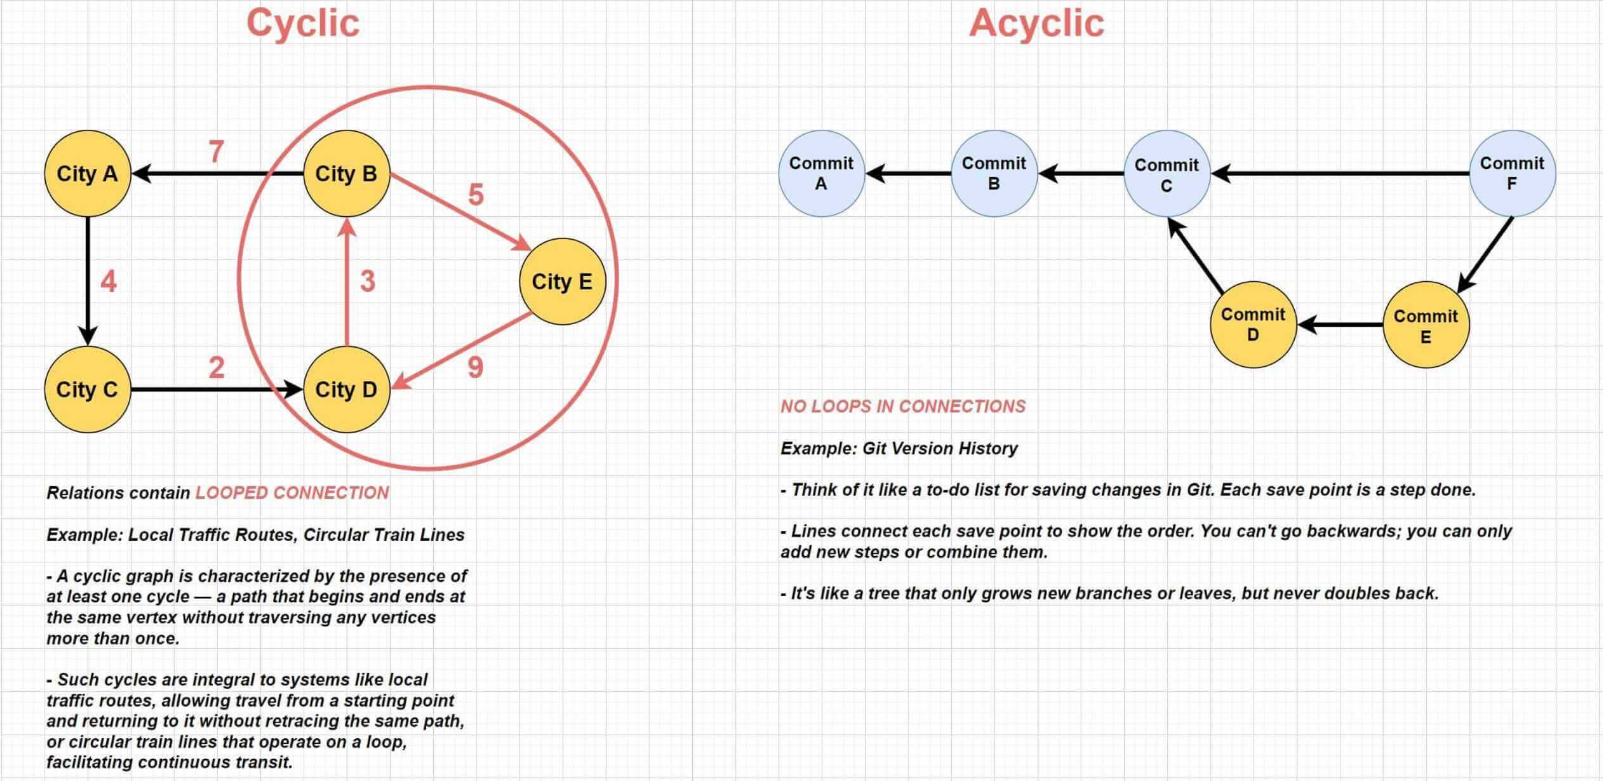 Cyclic
City A
7
City B
5
4
3
City E
City C
2
City D
9
Relations contain LOOPED CONNECTION
Example: Local Traffic Routes, Circular Train Lines
- A cyclic graph is characterized by the presence of
at least one cycle — a path that begins and ends at
the same vertex without traversing any vertices
more than once.
- Such cycles are integral to systems like local
traffic routes, allowing travel from a starting point
and returning to it without retracing the same path,
or circular train lines that operate on a loop,
facilitating continuous transit.
Acyclic
Commit
A
Commit
B
Commit
C
Commit
F
Commit
D
Commit
E
NO LOOPS IN CONNECTIONS
Example: Git Version History
- Think of it like a to-do list for saving changes in Git. Each save point is a step done.
- Lines connect each save point to show the order. You can't go backwards; you can only
add new steps or combine them.
- It's like a tree that only grows new branches or leaves, but never doubles back.